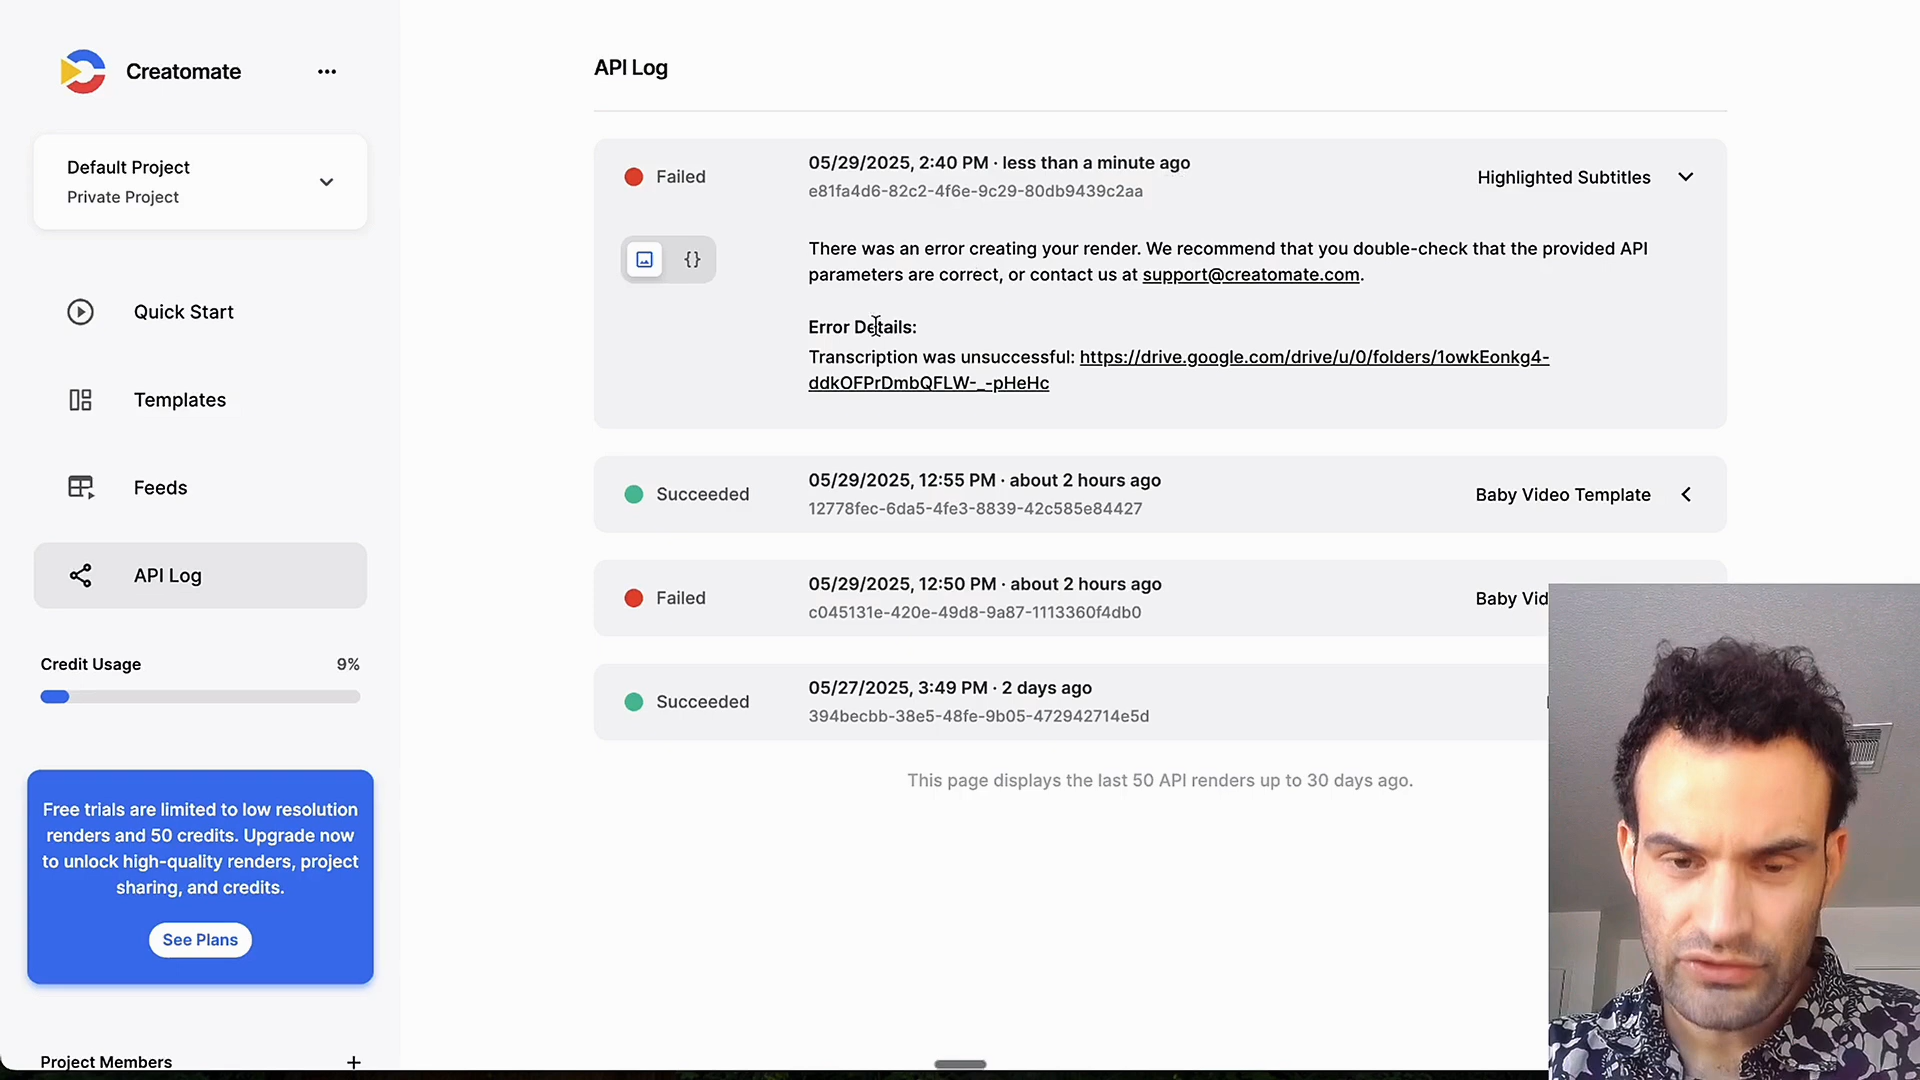 Creatomate
Default Project
Private Project
Quick Start
Templates
Feeds
API Log
Credit Usage 9%
Free trials are limited to low resolution
renders and 50 credits. Upgrade now
to unlock high-quality renders, project
sharing, and credits.
See Plans
Project Members +
API Log
Failed
05/29/2025, 2:40 PM · less than a minute ago
e81fa4d6-82c2-4f6e-9c29-80db9439c2aa
Highlighted Subtitles
{}
There was an error creating your render. We recommend that you double-check that the provided API
parameters are correct, or contact us at support@creatomate.com.
Error Details:
Transcription was unsuccessful: https://drive.google.com/drive/u/0/folders/1owkEonkg4-
ddkOFPrDmbQFLW-_-pHeHc
Succeeded
05/29/2025, 12:55 PM · about 2 hours ago
12778fec-6da5-4fe3-8839-42c585e84427
Baby Video Template
Failed
05/29/2025, 12:50 PM · about 2 hours ago
c045131e-420e-49d8-9a87-1113360f4db0
Baby Vid
Succeeded
05/27/2025, 3:49 PM · 2 days ago
394becbb-38e5-48fe-9b05-472942714e5d
This page displays the last 50 API renders up to 30 days ago.